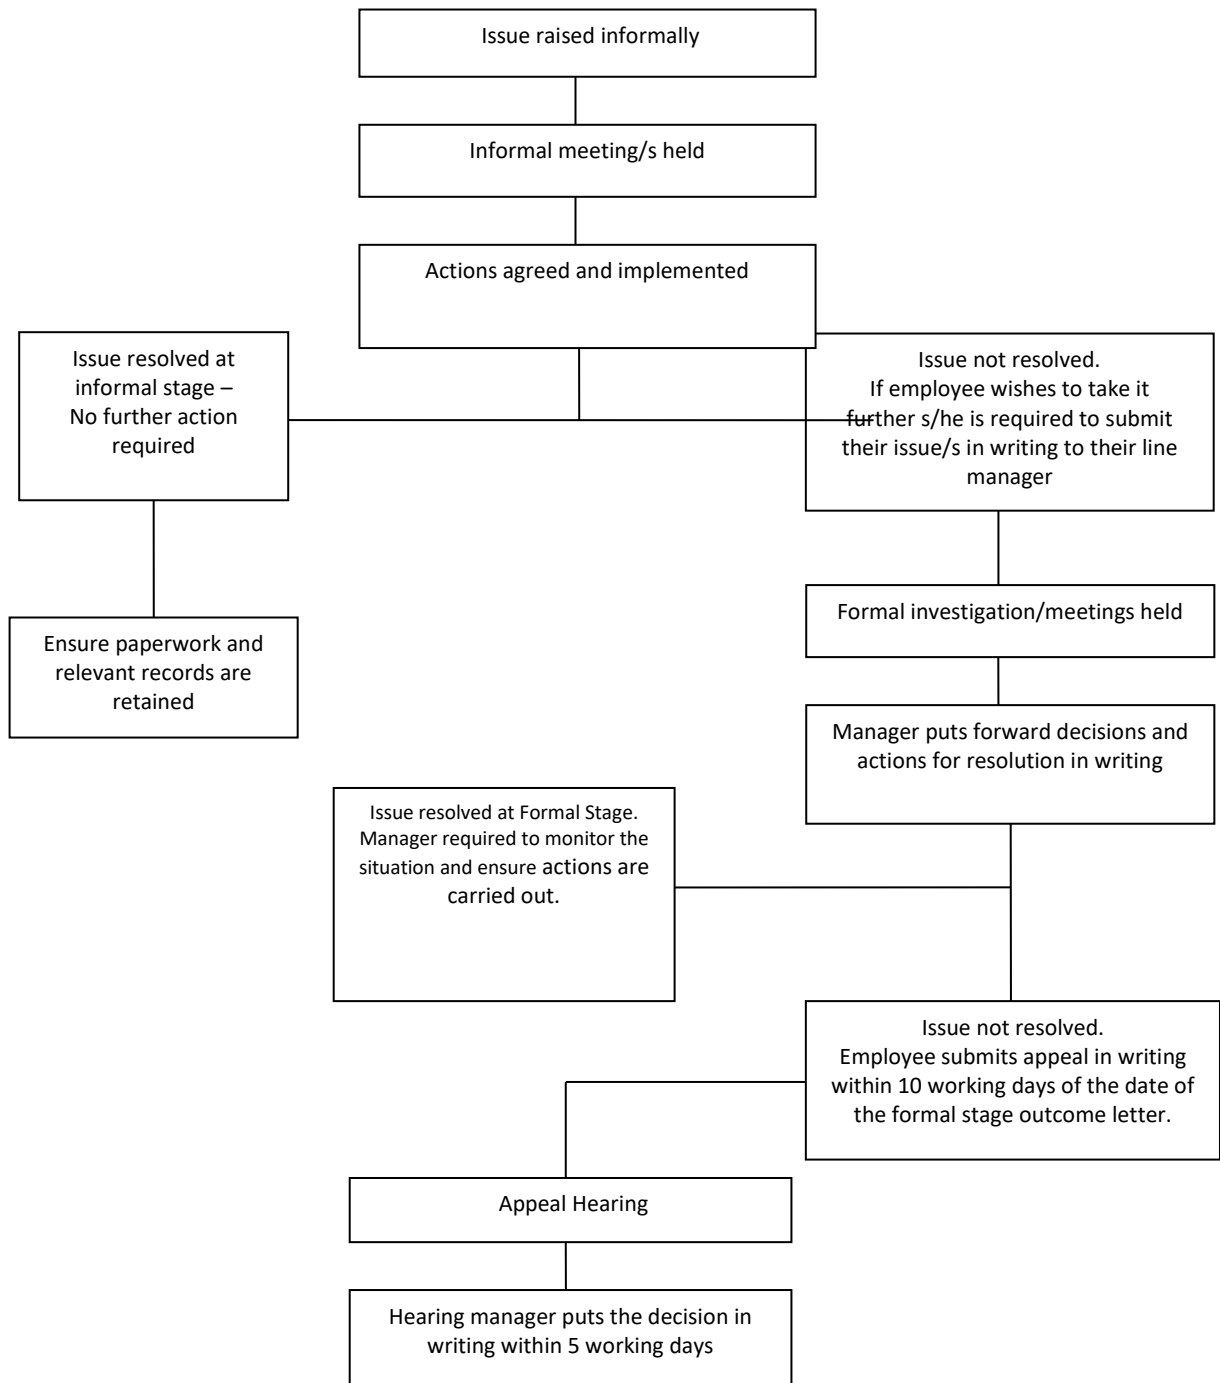 Issue raised informally
Informal meeting/s held
Actions agreed and implemented
Issue resolved at
informal stage –
No further action
required
Issue not resolved.
If employee wishes to take it
further s/he is required to submit
their issue/s in writing to their line
manager
Ensure paperwork and
relevant records are
retained
Formal investigation/meetings held
Manager puts forward decisions and
actions for resolution in writing
Issue resolved at Formal Stage.
Manager required to monitor the
situation and ensure actions are
carried out.
Issue not resolved.
Employee submits appeal in writing
within 10 working days of the date of
the formal stage outcome letter.
Appeal Hearing
Hearing manager puts the decision in
writing within 5 working days